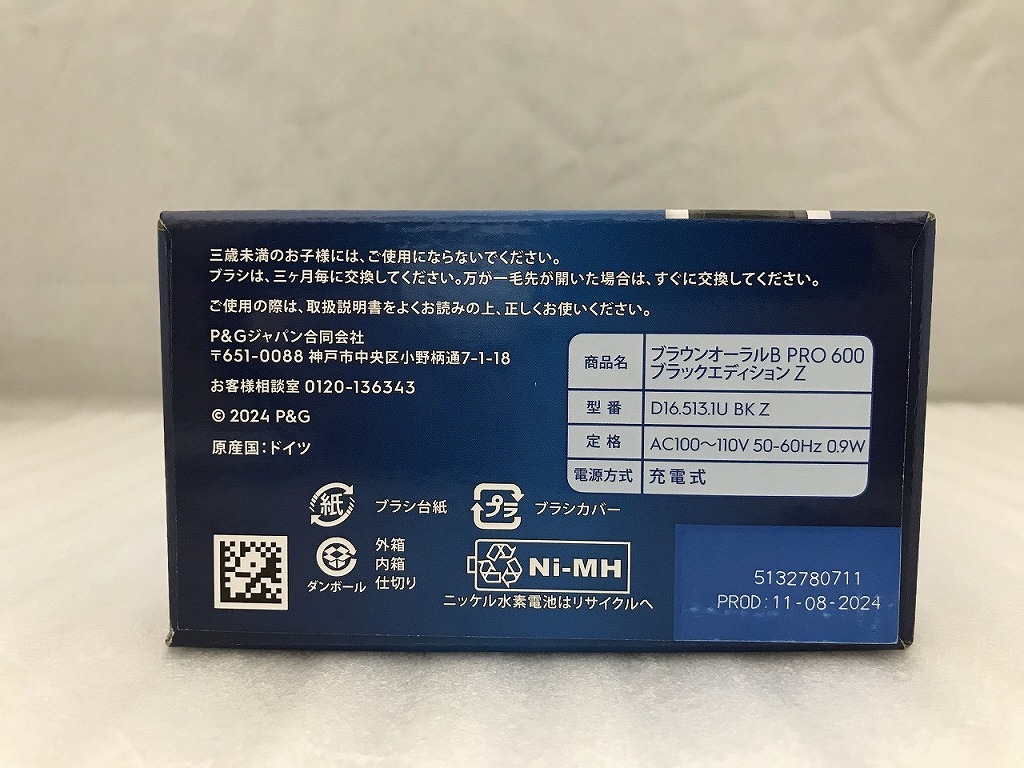 三歳未満のお子様には、ご使用にならないでください。
ブラシは、三ヶ月毎に交換してください。万が一毛先が開いた場合は、すぐに交換してください。
ご使用の際は、取扱説明書をよくお読みの上、正しくお使いください。
P&Gジャパン合同会社
〒651-0088 神戸市中央区小野柄通7-1-18
お客様相談室 0120-136343
© 2024 P&G
原産国：ドイツ
商品名 ブラウンオーラルB PRO 600
ブラックエディション Z
型番 D16.513.1U BK Z
定格 AC100〜110V 50-60Hz 0.9W
電源方式 充電式
紙 ブラシ台紙
プラ ブラシカバー
ダンボール
外箱
内箱
仕切り
Ni-MH
ニッケル水素電池はリサイクルへ
5132780711
PROD: 11-08-2024